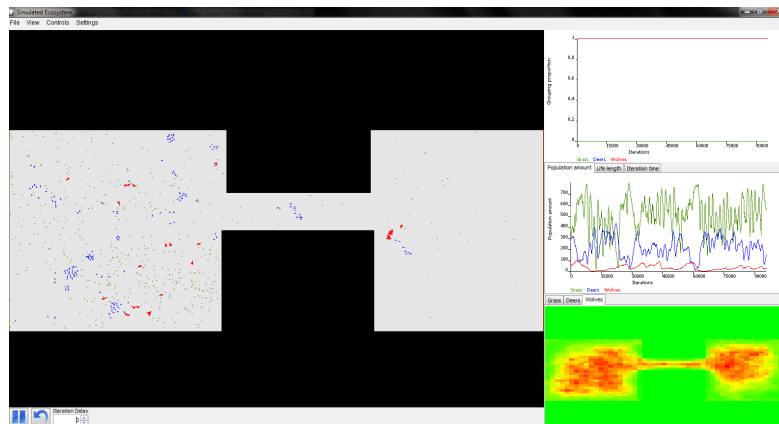 Simulated Ecosystem
File View Controls Settings
Grouping proportion
1
0,8
0,6
0,4
0,2
0
0 15000 30000 45000 60000 75000 90000
Iterations
Grass Deers Wolves
Population amount Life length Iteration time
Population amount
700
600
500
400
300
200
100
0
0 15000 30000 45000 60000 75000 90000
Iterations
Grass Deers Wolves
Grass Deers Wolves
Iteration Delay
0